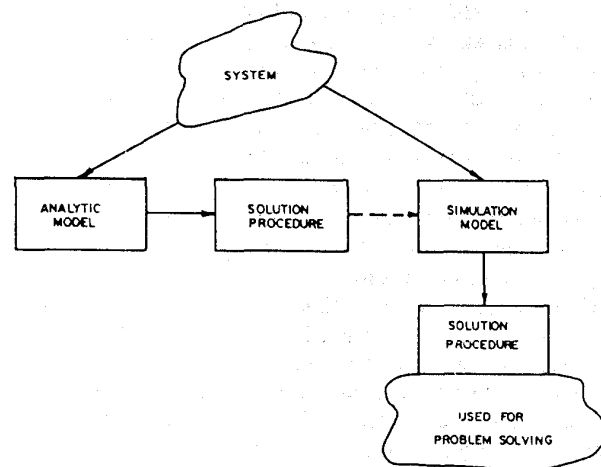 SYSTEM
ANALYTIC
MODEL
SOLUTION
PROCEDURE
SIMULATION
MODEL
SOLUTION
PROCEDURE
USED FOR
PROBLEM SOLVING